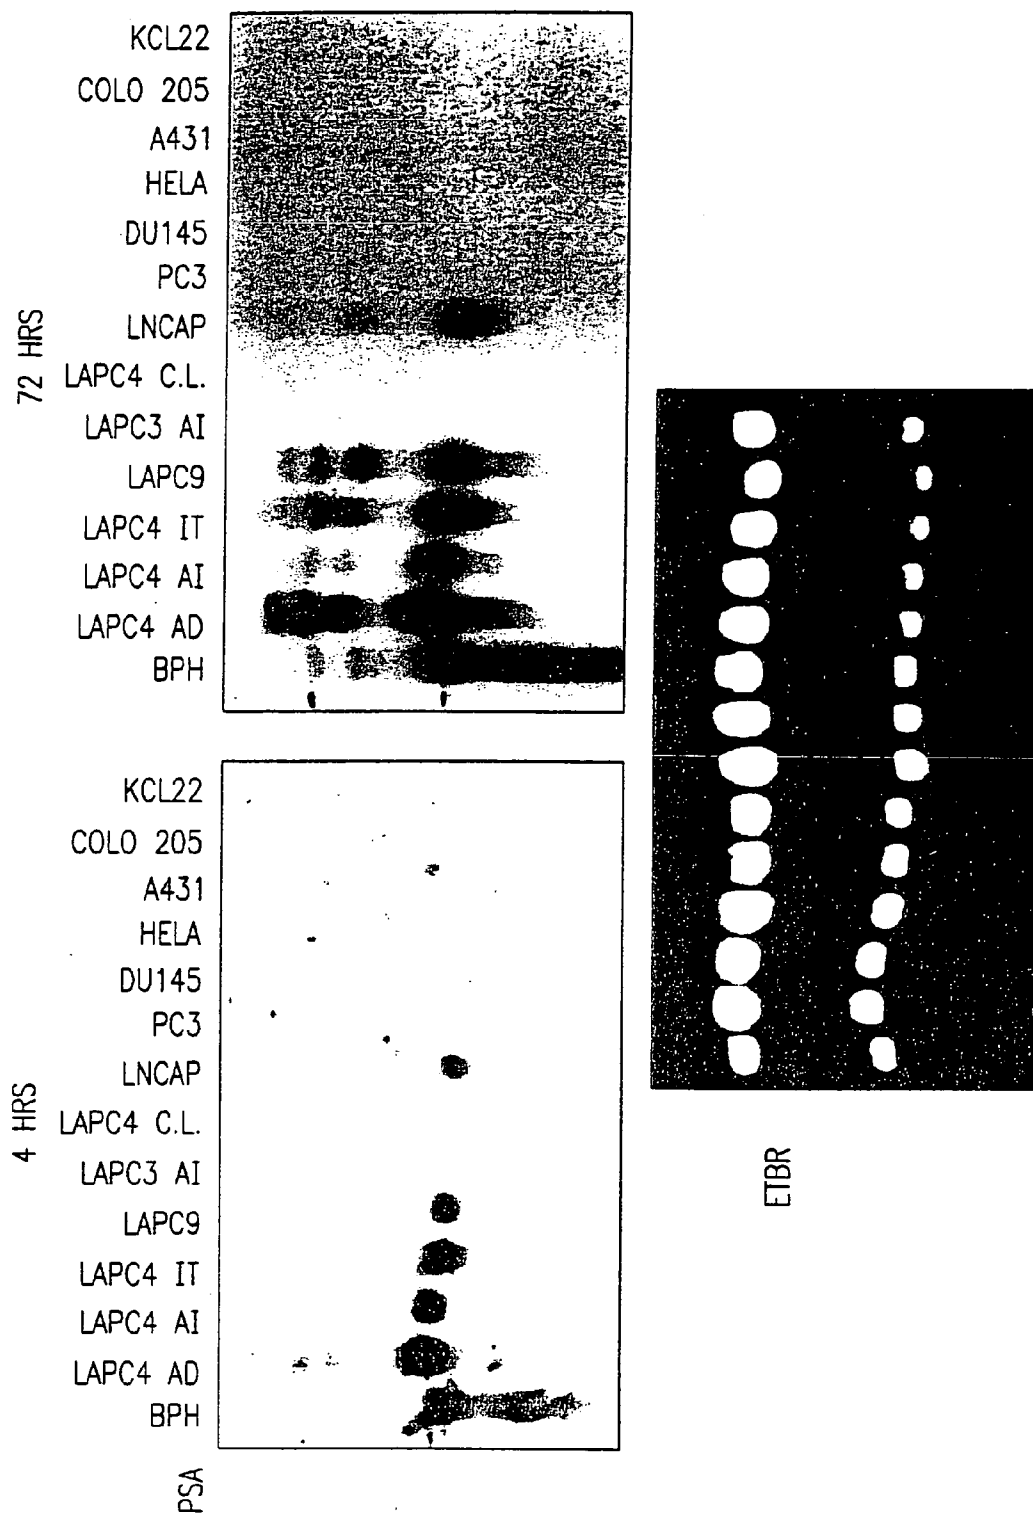 72 HRS
KCL22
COLO 205
A431
HELA
DU145
PC3
LNCAP
LAPC4 C.L.
LAPC3 AI
LAPC9
LAPC4 IT
LAPC4 AI
LAPC4 AD
BPH
4 HRS
KCL22
COLO 205
A431
HELA
DU145
PC3
LNCAP
LAPC4 C.L.
LAPC3 AI
LAPC9
LAPC4 IT
LAPC4 AI
LAPC4 AD
BPH
PSA
ETBR